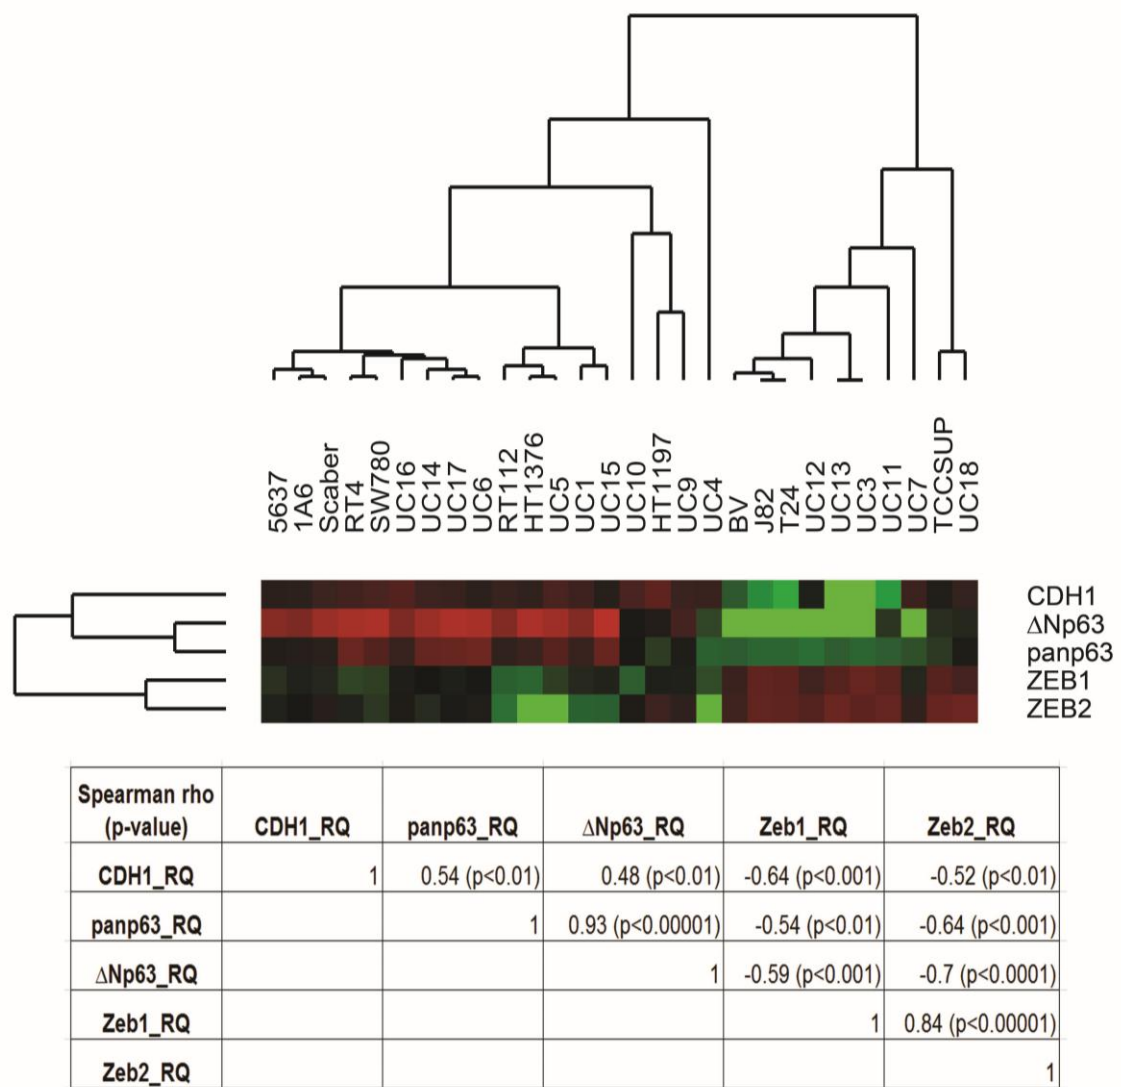 5637
1A6
Scaber
RT4
SW780
UC16
UC14
UC17
UC6
RT112
HT1376
UC5
UC1
UC15
UC10
HT1197
UC9
UC4
BV
J82
T24
UC12
UC13
UC3
UC11
UC7
TCCSUP
UC18
CDH1
ΔNp63
panp63
ZEB1
ZEB2
Spearman rho
(p-value) CDH1_RQ panp63_RQ ΔNp63_RQ Zeb1_RQ Zeb2_RQ
CDH1_RQ 1 0.54 (p<0.01) 0.48 (p<0.01) -0.64 (p<0.001) -0.52 (p<0.01)
panp63_RQ 1 0.93 (p<0.00001) -0.54 (p<0.01) -0.64 (p<0.001)
ΔNp63_RQ 1 -0.59 (p<0.001) -0.7 (p<0.0001)
Zeb1_RQ 1 0.84 (p<0.00001)
Zeb2_RQ 1